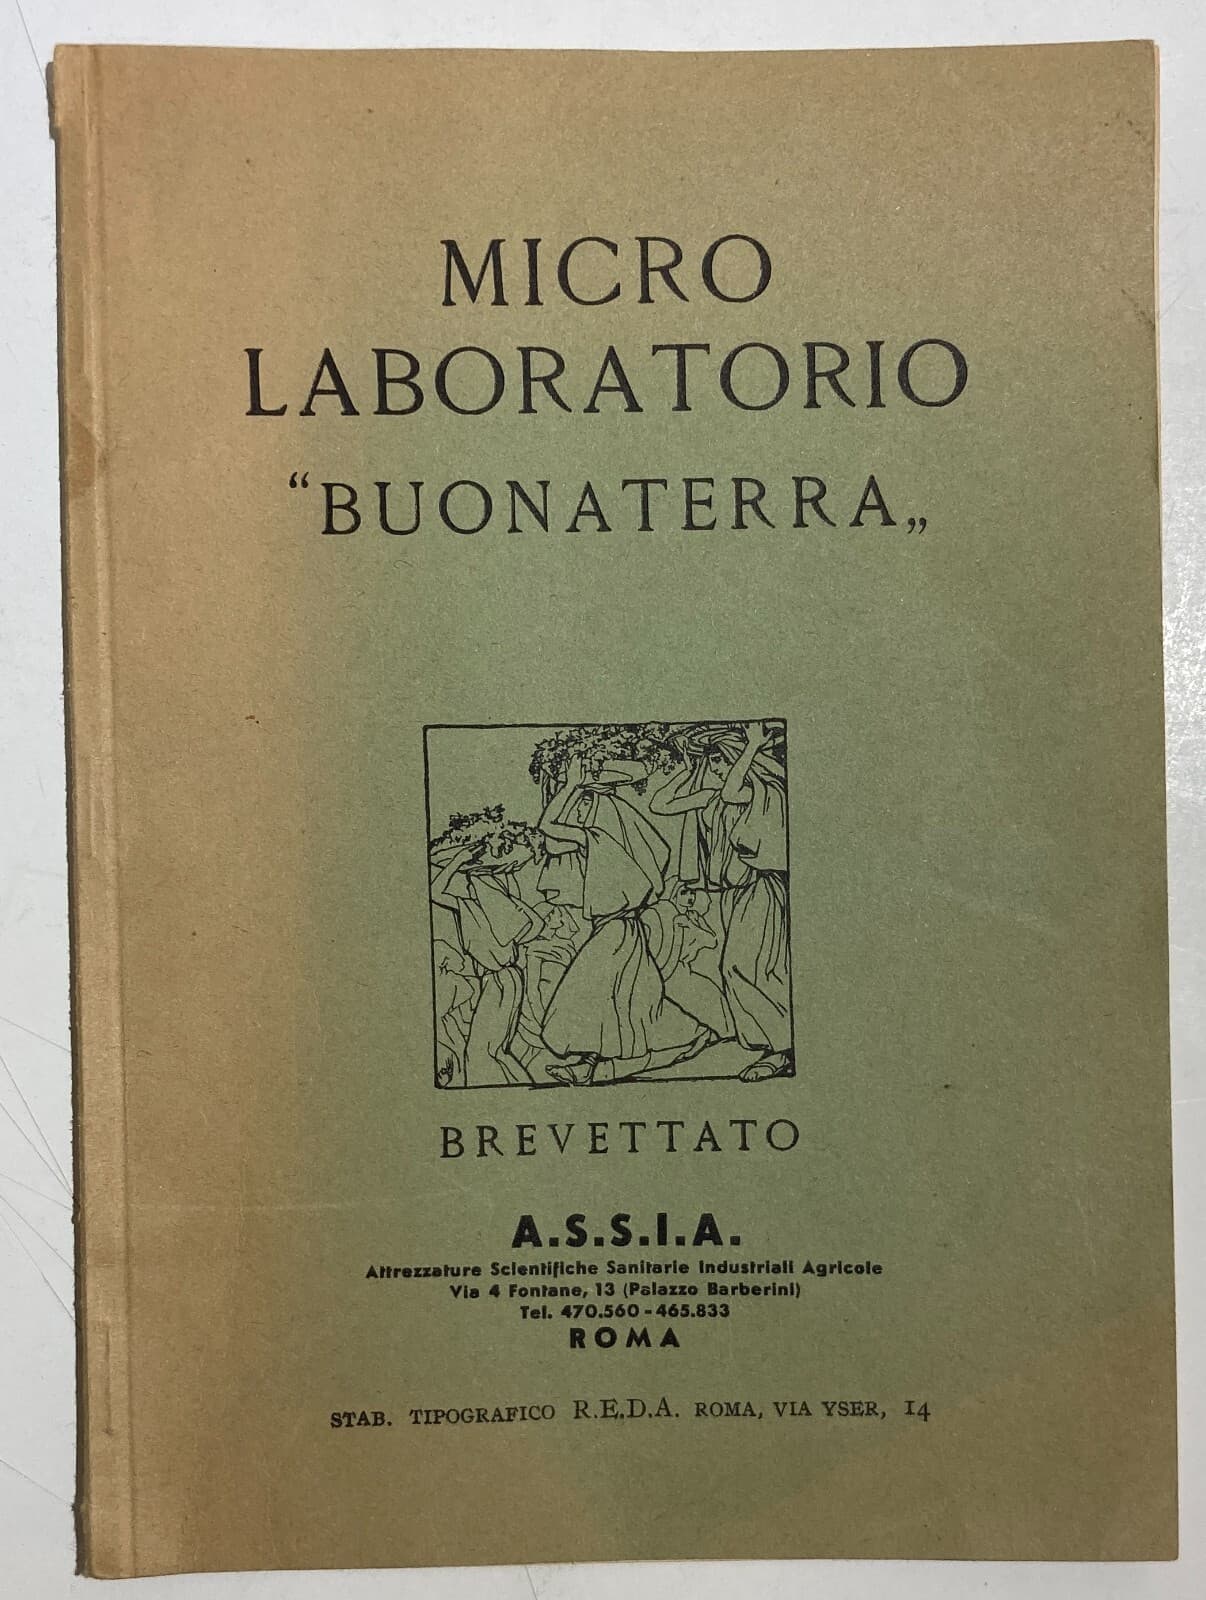 MICRO
LABORATORIO
“BUONATERRA„
BREVETTATO
A.S.S.I.A.
Attrezzature Scientifiche Sanitarie Industriali Agricole
Via 4 Fontane, 13 (Palazzo Barberini)
Tel. 470.560 - 465.833
ROMA
STAB. TIPOGRAFICO R.E.D.A. ROMA, VIA YSER, 14